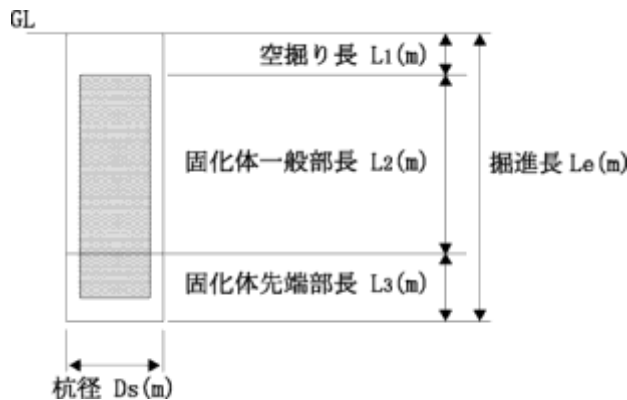 GL
空掘り長 L1(m)
固化体一般部長 L2(m)
掘進長 Le(m)
固化体先端部長 L3(m)
杭径 Ds(m)